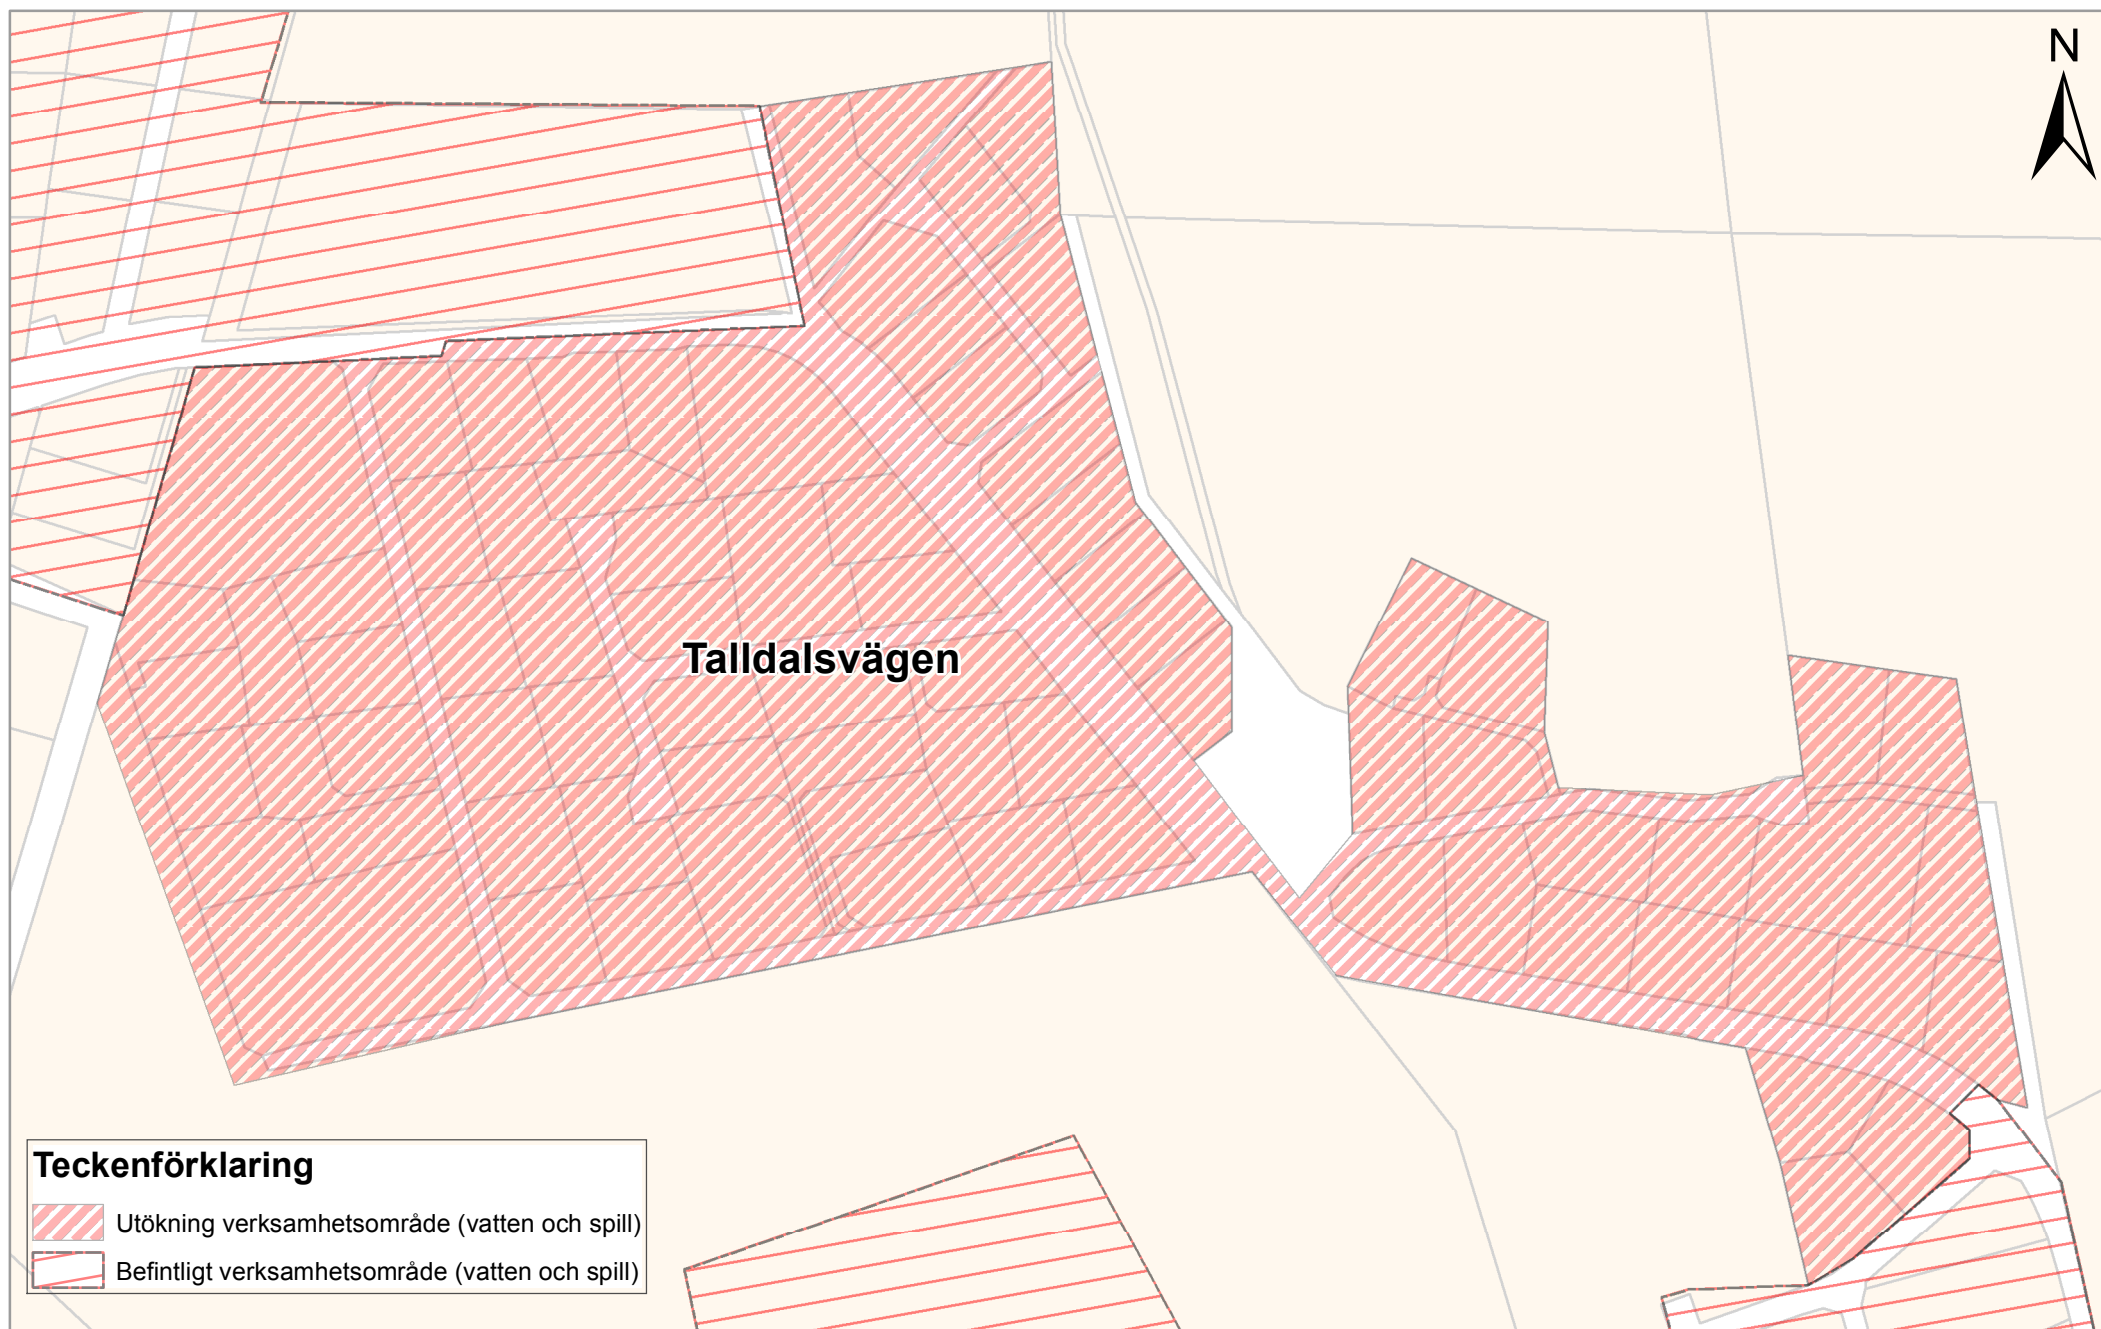 N
Talldalsvägen
Teckenförklaring
Utökning verksamhetsområde (vatten och spill)
Befintligt verksamhetsområde (vatten och spill)